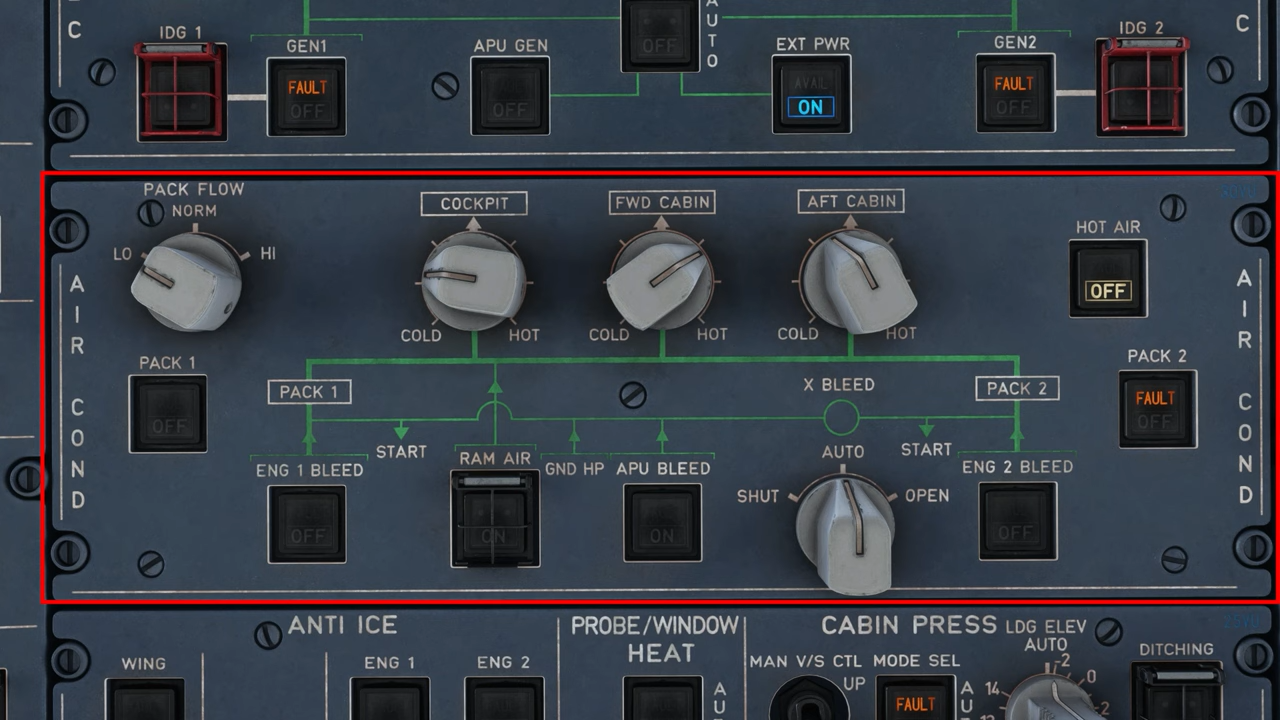 C
IDG 1
GEN1
FAULT
OFF
APU GEN
OFF
OFF
AUTO
EXT PWR
AVAIL
ON
GEN2
FAULT
OFF
IDG 2
C
PACK FLOW
NORM
LO
HI
COCKPIT
COLD
HOT
FWD CABIN
COLD
HOT
AFT CABIN
COLD
HOT
HOT AIR
OFF
AIR COND
AIR COND
PACK 1
OFF
PACK 1
X BLEED
PACK 2
PACK 2
FAULT
OFF
START
START
ENG 1 BLEED
OFF
RAM AIR
ON
GND HP
APU BLEED
ON
AUTO
SHUT
OPEN
ENG 2 BLEED
OFF
ANTI ICE
WING
ENG 1
ENG 2
PROBE/WINDOW
HEAT
CABIN PRESS
MAN V/S CTL
UP
MODE SEL
FAULT
LDG ELEV
AUTO
-2
0
2
14
DITCHING